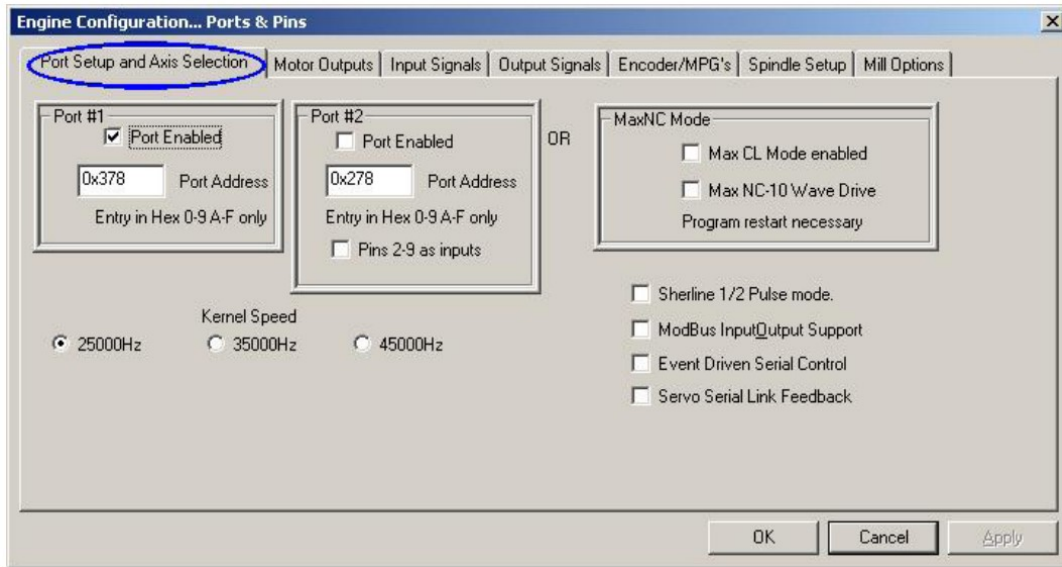 Engine Configuration... Ports & Pins
Port Setup and Axis Selection
Motor Outputs
Input Signals
Output Signals
Encoder/MPG's
Spindle Setup
Mill Options
Port #1
Port Enabled
0x378
Port Address
Entry in Hex 0-9 A-F only
Port #2
Port Enabled
0x278
Port Address
Entry in Hex 0-9 A-F only
Pins 2-9 as inputs
OR
MaxNC Mode
Max CL Mode enabled
Max NC-10 Wave Drive
Program restart necessary
Kernel Speed
25000Hz
35000Hz
45000Hz
Sherline 1/2 Pulse mode.
ModBus InputOutput Support
Event Driven Serial Control
Servo Serial Link Feedback
OK
Cancel
Apply